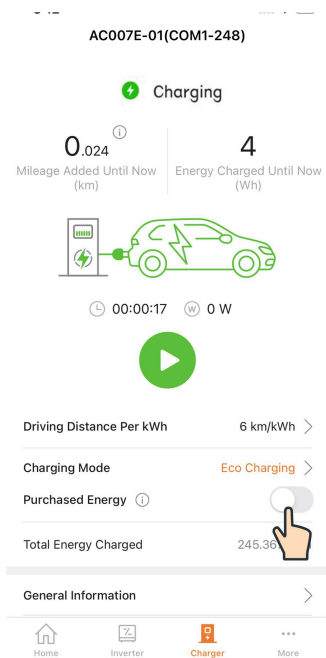 AC007E-01(COM1-248)
Charging
0.024
4
Mileage Added Until Now
(km)
Energy Charged Until Now
(Wh)
00:00:17
W 0 W
Driving Distance Per kWh 6 km/kWh
Charging Mode Eco Charging
Purchased Energy
Total Energy Charged 245.36
General Information
Home Inverter Charger More